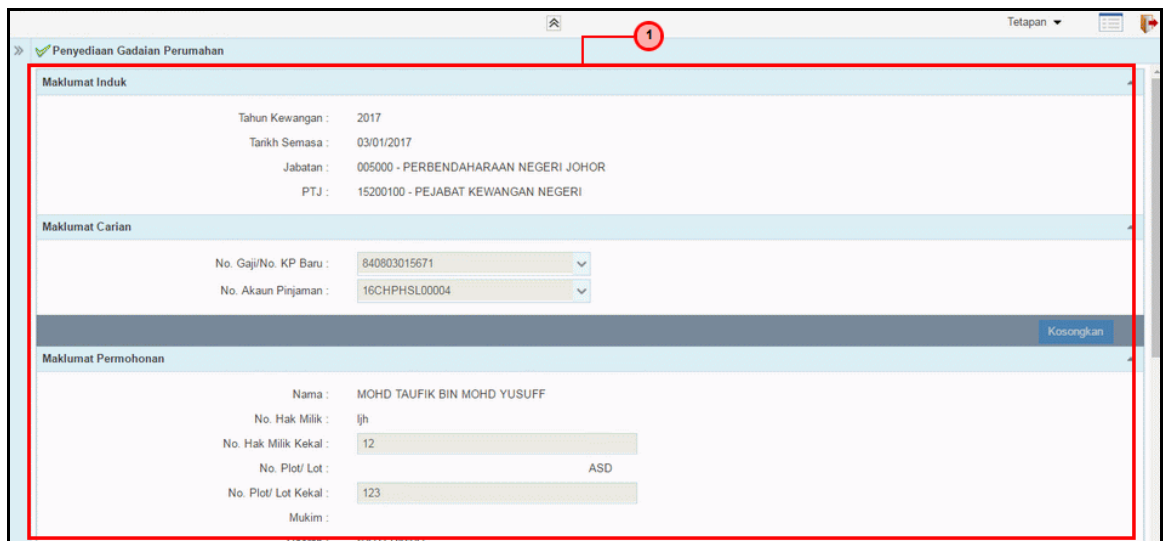 Tetapan
1
Penyediaan Gadaian Perumahan
Maklumat Induk
Tahun Kewangan : 2017
Tarikh Semasa : 03/01/2017
Jabatan : 005000 - PERBENDAHARAAN NEGERI JOHOR
PTJ : 15200100 - PEJABAT KEWANGAN NEGERI
Maklumat Carian
No. Gaji/No. KP Baru : 840803015671
No. Akaun Pinjaman : 16CHPHSL00004
Kosongkan
Maklumat Permohonan
Nama : MOHD TAUFIK BIN MOHD YUSUFF
No. Hak Milik : ljh
No. Hak Milik Kekal : 12
No. Plot/ Lot : ASD
No. Plot/ Lot Kekal : 123
Mukim :